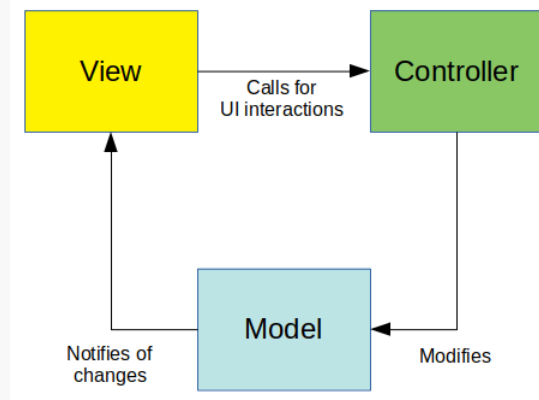 View
Controller
Calls for
UI interactions
Model
Notifies of
changes
Modifies